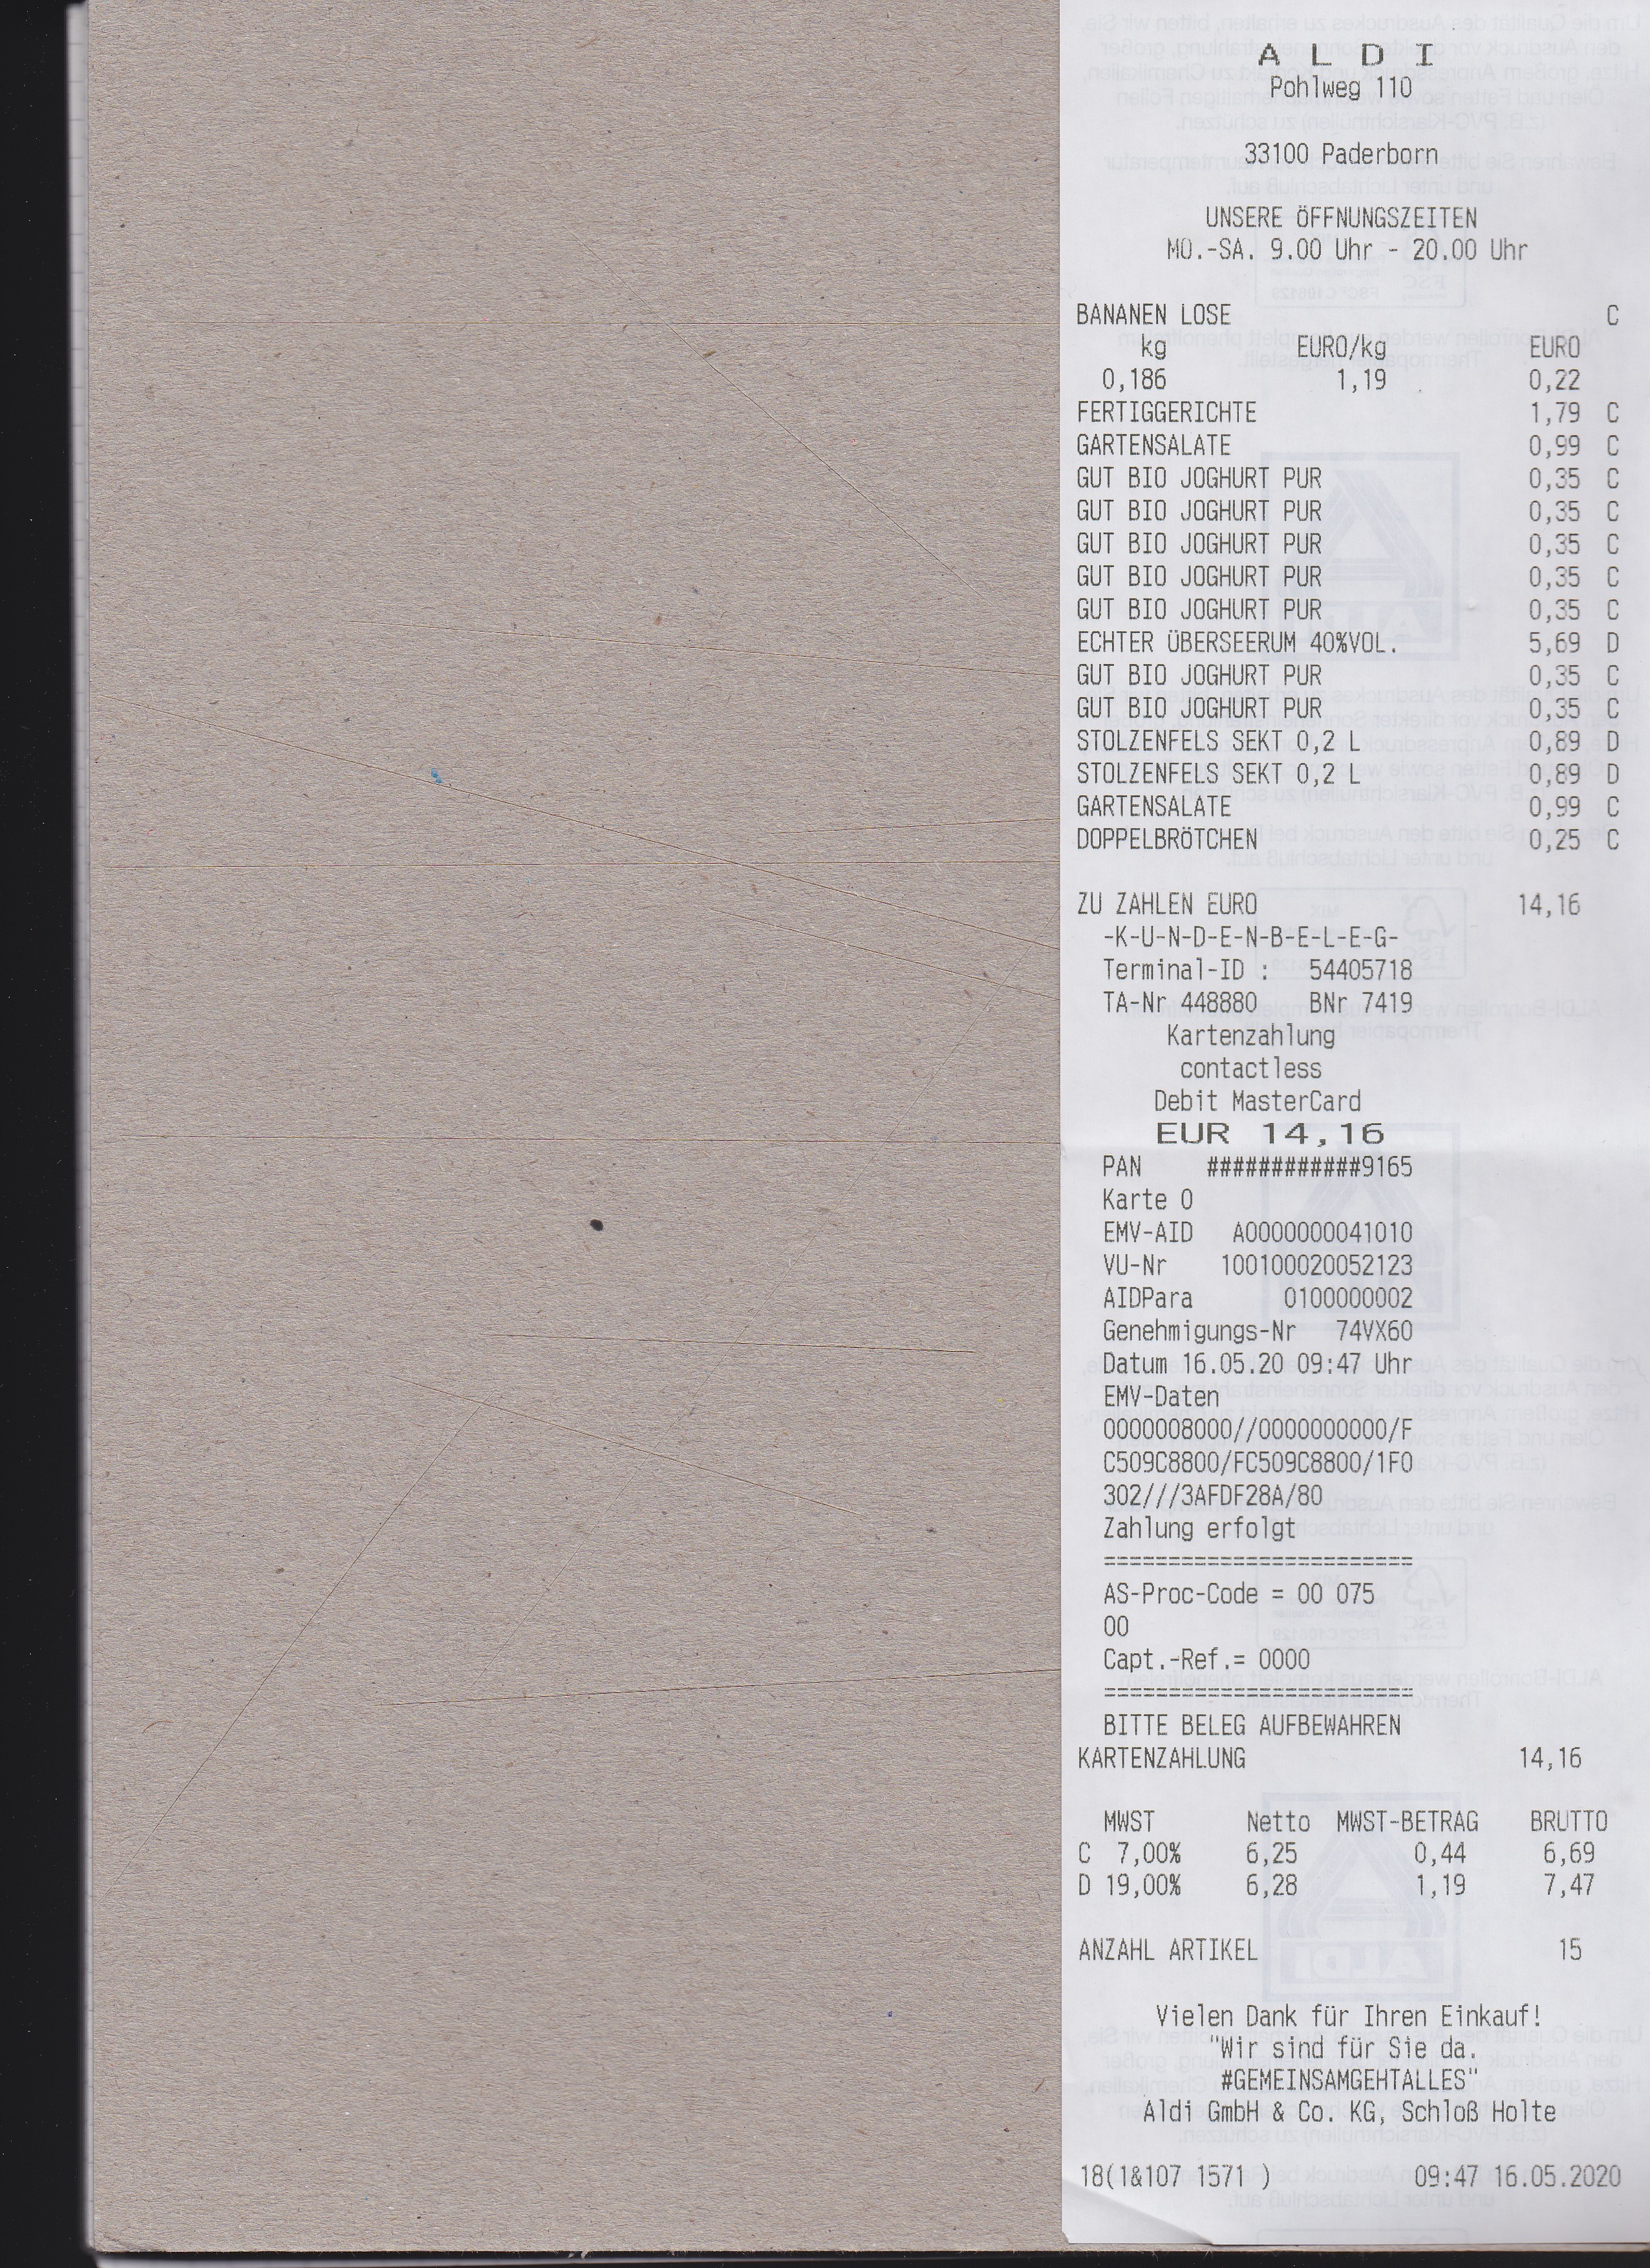 A L D I
Pohlweg 110
33100 Paderborn
UNSERE ÖFFNUNGSZEITEN
MO.-SA. 9.00 Uhr - 20.00 Uhr
BANANEN LOSE C
kg EURO/kg EURO
0,186 1,19 0,22
FERTIGGERICHTE 1,79 C
GARTENSALATE 0,99 C
GUT BIO JOGHURT PUR 0,35 C
GUT BIO JOGHURT PUR 0,35 C
GUT BIO JOGHURT PUR 0,35 C
GUT BIO JOGHURT PUR 0,35 C
GUT BIO JOGHURT PUR 0,35 C
ECHTER ÜBERSEERUM 40%VOL. 5,69 D
GUT BIO JOGHURT PUR 0,35 C
GUT BIO JOGHURT PUR 0,35 C
STOLZENFELS SEKT 0,2 L 0,89 D
STOLZENFELS SEKT 0,2 L 0,89 D
GARTENSALATE 0,99 C
DOPPELBRÖTCHEN 0,25 C
ZU ZAHLEN EURO 14,16
-K-U-N-D-E-N-B-E-L-E-G-
Terminal-ID : 54405718
TA-Nr 448880 BNr 7419
Kartenzahlung
contactless
Debit MasterCard
EUR 14,16
PAN ############9165
Karte 0
EMV-AID A0000000041010
VU-Nr 100100020052123
AIDPara 0100000002
Genehmigungs-Nr 74VX60
Datum 16.05.20 09:47 Uhr
EMV-Daten
0000008000//0000000000/F
C509C8800/FC509C8800/1F0
302///3AFDF28A/80
Zahlung erfolgt
========================
AS-Proc-Code = 00 075
00
Capt.-Ref.= 0000
========================
BITTE BELEG AUFBEWAHREN
KARTENZAHLUNG 14,16
MWST Netto MWST-BETRAG BRUTTO
C 7,00% 6,25 0,44 6,69
D 19,00% 6,28 1,19 7,47
ANZAHL ARTIKEL 15
Vielen Dank für Ihren Einkauf!
"Wir sind für Sie da.
#GEMEINSAMGEHTALLES"
Aldi GmbH & Co. KG, Schloß Holte
18(1&107 1571 ) 09:47 16.05.2020